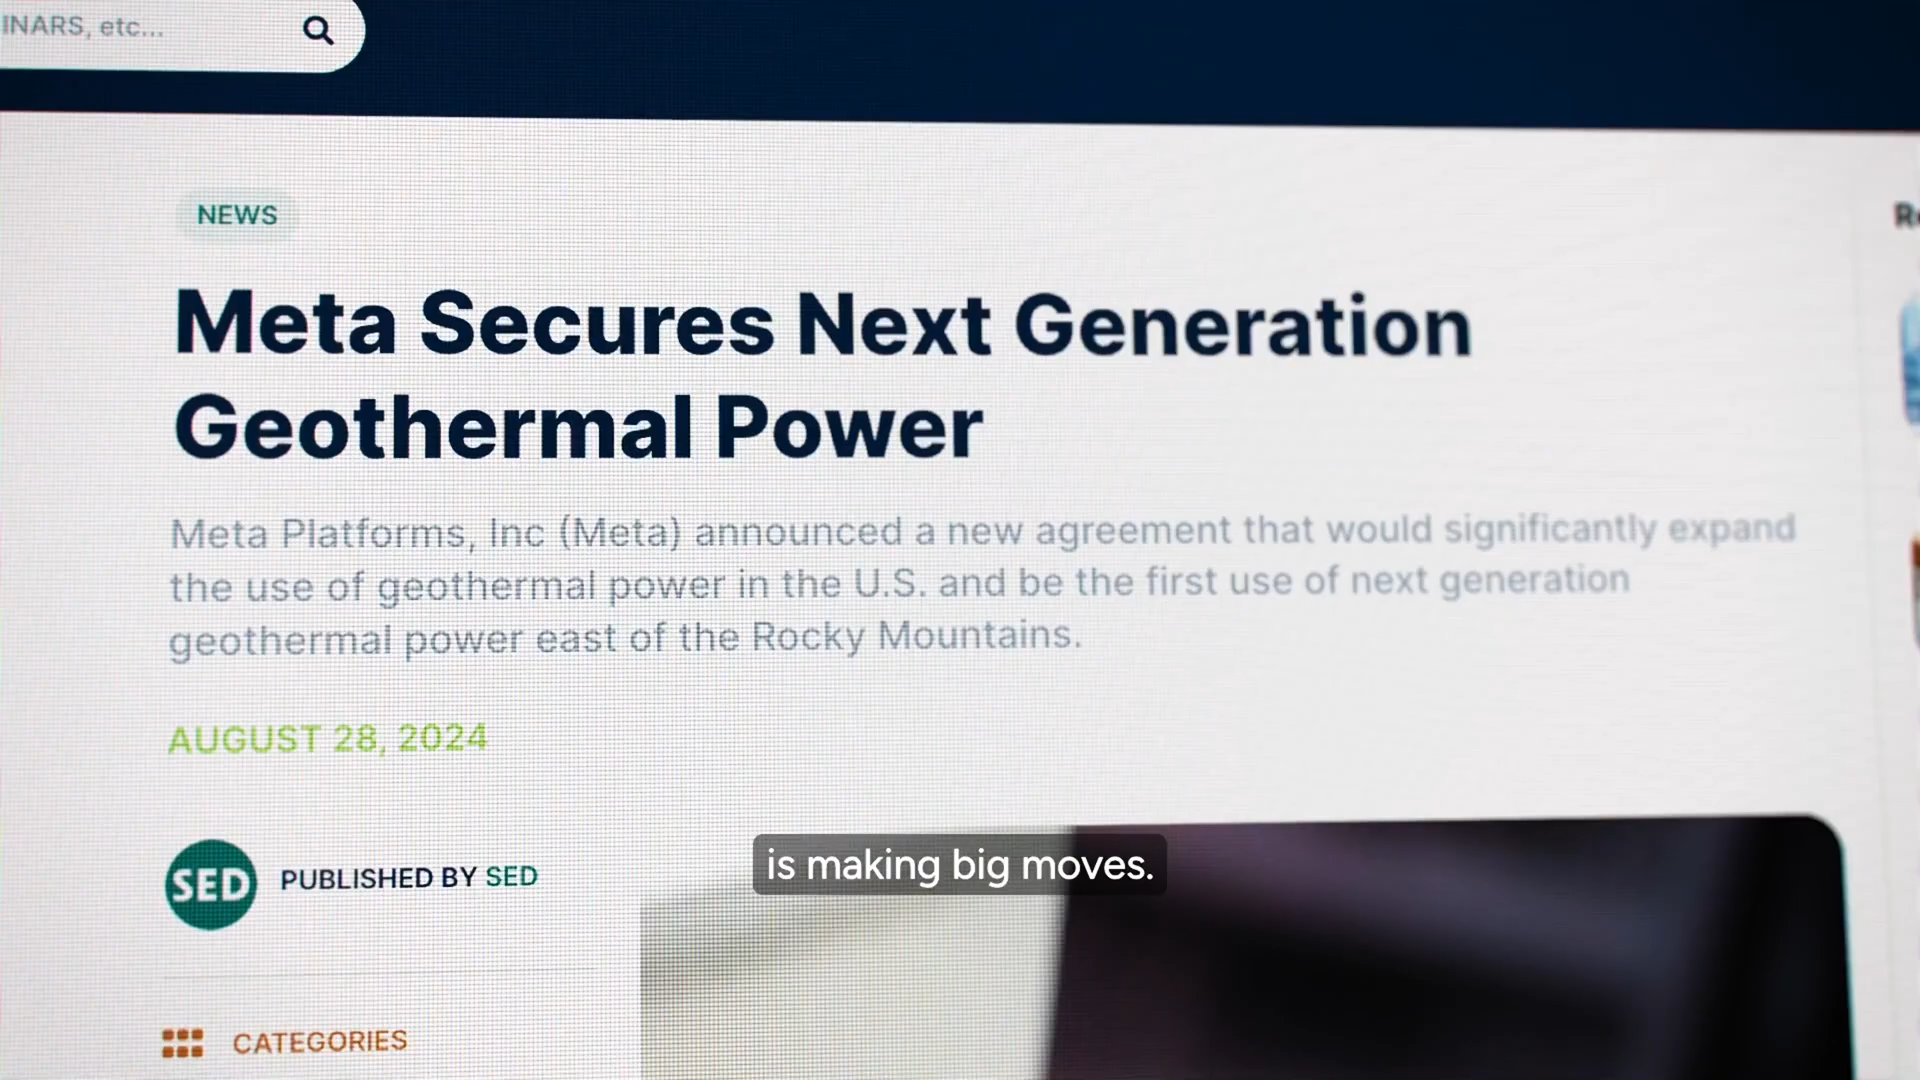 INARS, etc...
NEWS
Meta Secures Next Generation
Geothermal Power
Meta Platforms, Inc (Meta) announced a new agreement that would significantly expand
the use of geothermal power in the U.S. and be the first use of next generation
geothermal power east of the Rocky Mountains.
AUGUST 28, 2024
SED
PUBLISHED BY SED
is making big moves.
CATEGORIES